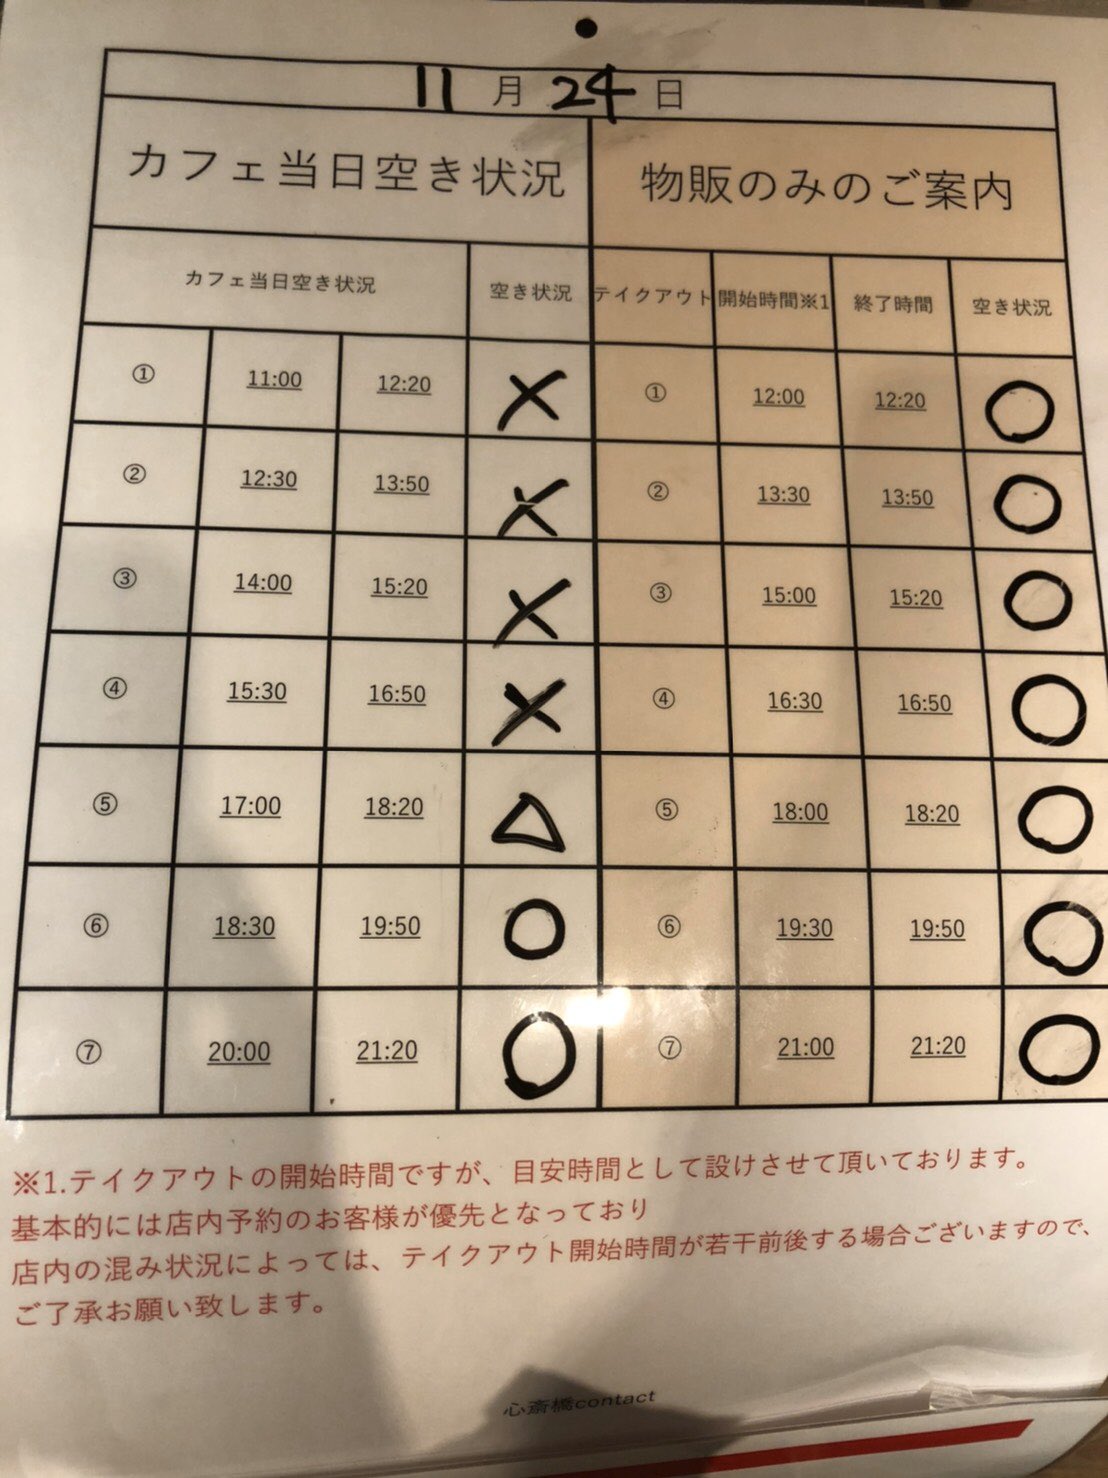 11月24日
カフェ当日空き状況 物販のみのご案内
カフェ当日空き状況 空き状況 テイクアウト 開始時間※1 終了時間 空き状況
① 11:00 12:20 × ① 12:00 12:20 ○
② 12:30 13:50 × ② 13:30 13:50 ○
③ 14:00 15:20 × ③ 15:00 15:20 ○
④ 15:30 16:50 × ④ 16:30 16:50 ○
⑤ 17:00 18:20 △ ⑤ 18:00 18:20 ○
⑥ 18:30 19:50 ○ ⑥ 19:30 19:50 ○
⑦ 20:00 21:20 ○ ⑦ 21:00 21:20 ○
※1.テイクアウトの開始時間ですが、目安時間として設けさせて頂いております。
基本的には店内予約のお客様が優先となっており
店内の混み状況によっては、テイクアウト開始時間が若干前後する場合ございますので、
ご了承お願い致します。
心斎橋contact